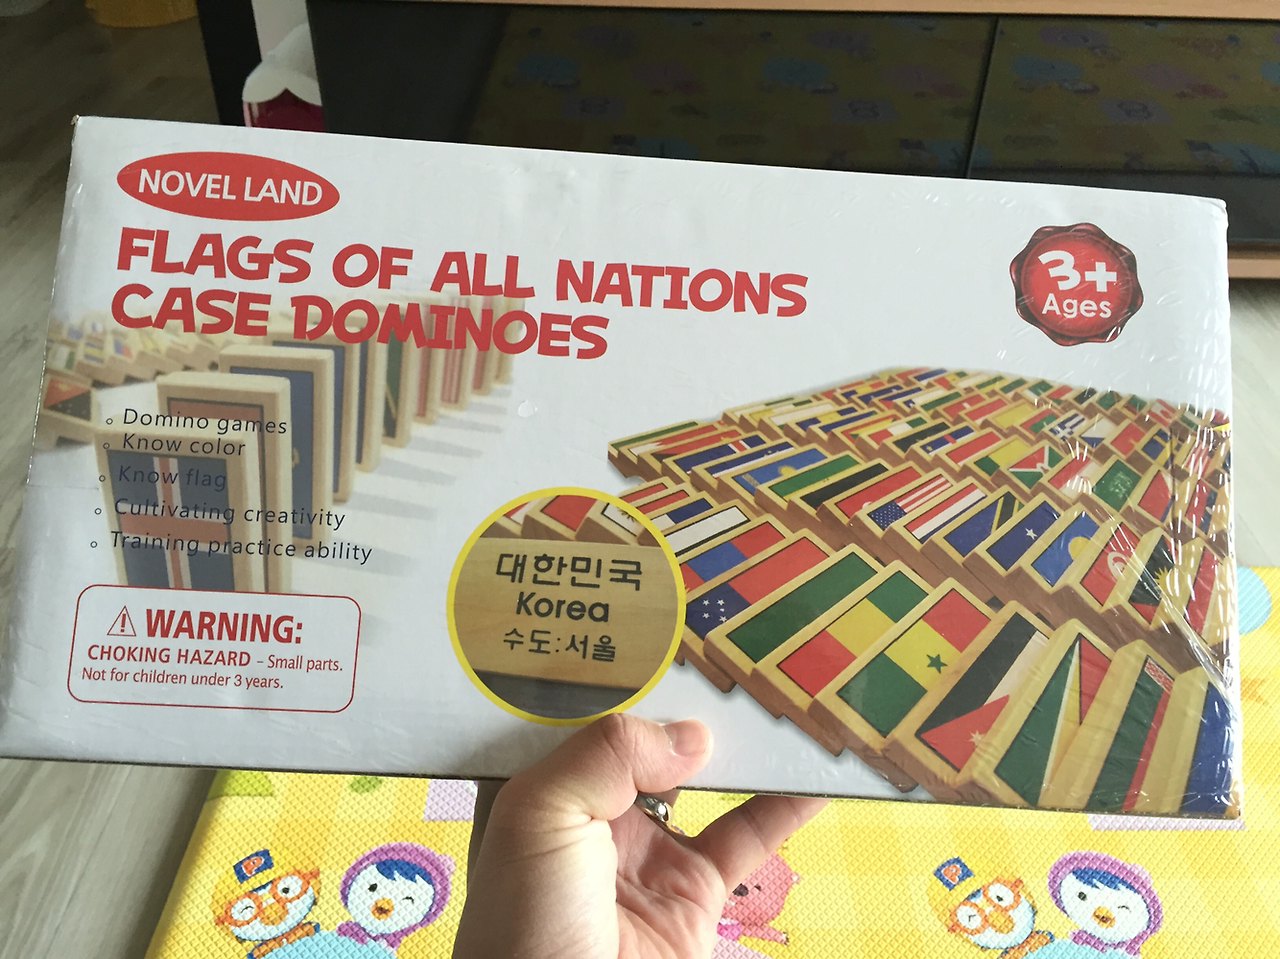 NOVEL LAND
FLAGS OF ALL NATIONS
CASE DOMINOES
3+
Ages
Domino games
Know color
Know flag
Cultivating creativity
Training practice ability
대한민국
Korea
수도:서울
WARNING:
CHOKING HAZARD – Small parts.
Not for children under 3 years.
P
P